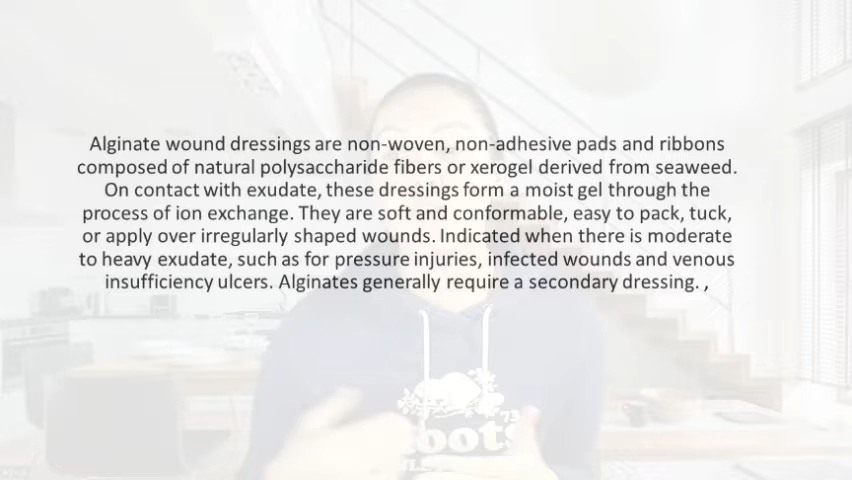 Alginate wound dressings are non-woven, non-adhesive pads and ribbons
composed of natural polysaccharide fibers or xerogel derived from seaweed.
On contact with exudate, these dressings form a moist gel through the
process of ion exchange. They are soft and conformable, easy to pack, tuck,
or apply over irregularly shaped wounds. Indicated when there is moderate
to heavy exudate, such as for pressure injuries, infected wounds and venous
insufficiency ulcers. Alginates generally require a secondary dressing. ,
73
oots